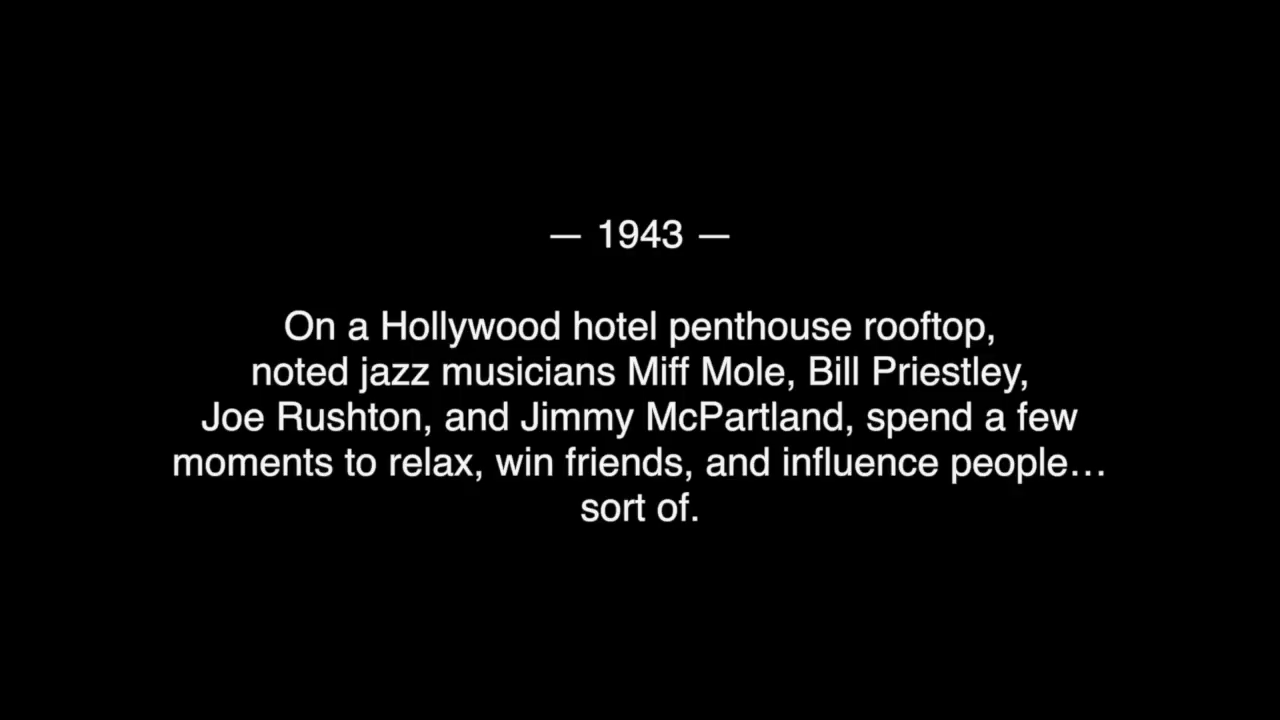 — 1943 —
On a Hollywood hotel penthouse rooftop,
noted jazz musicians Miff Mole, Bill Priestley,
Joe Rushton, and Jimmy McPartland, spend a few
moments to relax, win friends, and influence people…
sort of.